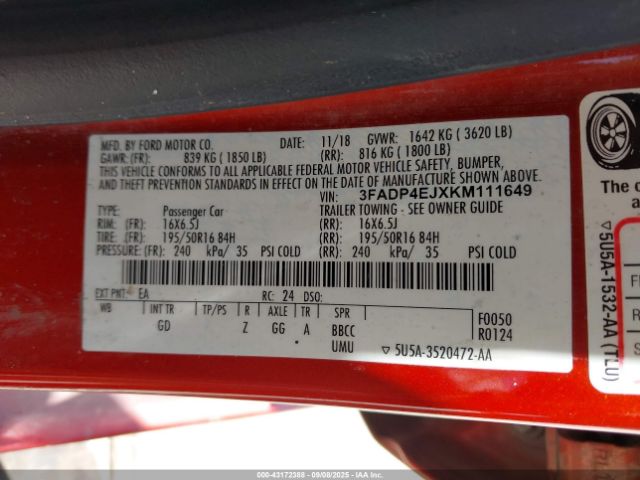 MFD. BY FORD MOTOR CO.
DATE: 11/18 GVWR: 1642 KG ( 3620 LB)
GAWR: (FR): 839 KG ( 1850 LB) (RR): 816 KG ( 1800 LB)
THIS VEHICLE CONFORMS TO ALL APPLICABLE FEDERAL MOTOR VEHICLE SAFETY, BUMPER,
AND THEFT PREVENTION STANDARDS IN EFFECT ON THE DATE OF MANUFACTURE SHOWN ABOVE.
VIN: 3FADP4EJXKM111649
TYPE: Passenger Car TRAILER TOWING - SEE OWNER GUIDE
RIM: (FR) 16X6.5J (RR): 16X6.5J
TIRE: (FR) 195/50R16 84H (RR): 195/50R16 84H
PRESSURE: (FR) 240 kPa/ 35 PSI COLD (RR): 240 kPa/ 35 PSI COLD
EXT PNT: EA RC: 24 DSO:
WB INT TR TP/PS R AXLE TR SPR F0050
GD Z GG A BBCC R0124
UMU ▽ 5U5A-3520472-AA
The c
▽ 5U5A-1532-AA (TLU)
R
S
000-43172388 - 09/08/2025 - IAAI.com